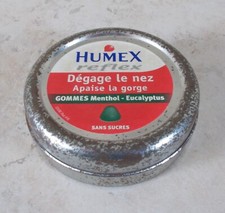 HUMEX
reflex
Dégage le nez
Apaise la gorge
GOMMES Menthol - Eucalyptus
SANS SUCRES